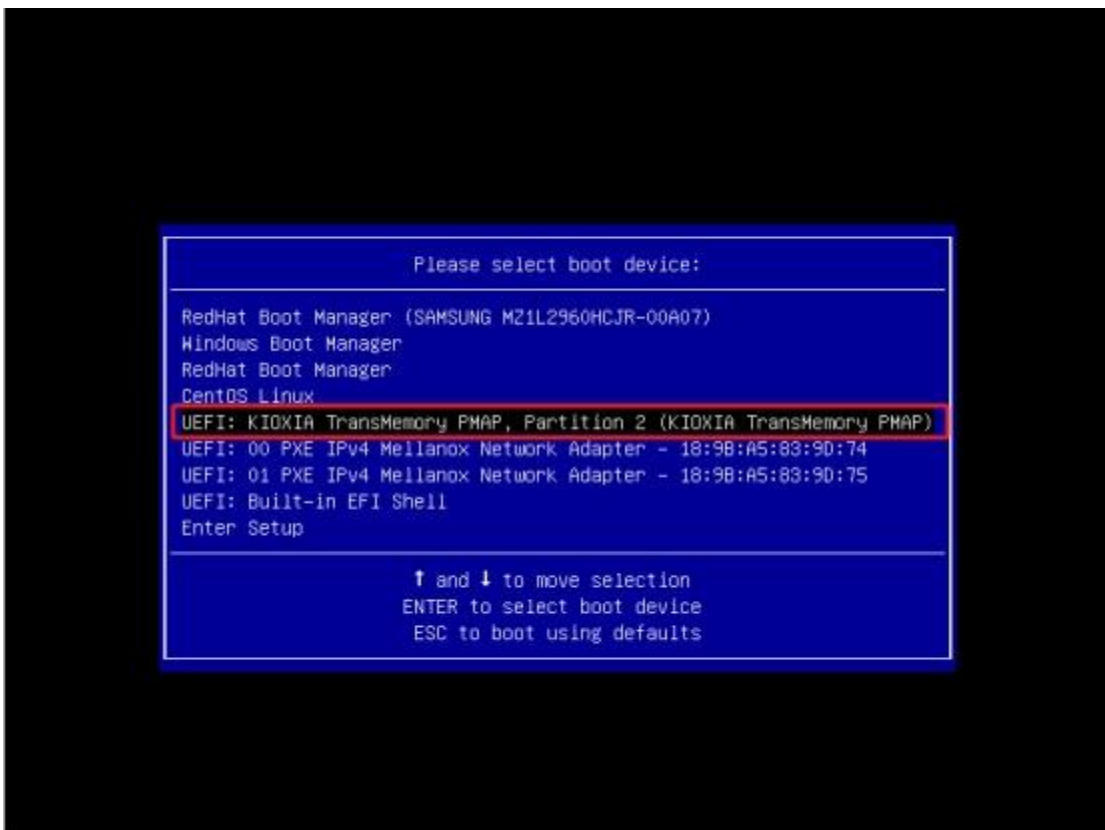 Please select boot device:
RedHat Boot Manager (SAMSUNG MZ1L2960HCJR-00A07)
Windows Boot Manager
RedHat Boot Manager
CentOS Linux
UEFI: KIOXIA TransMemory PMAP, Partition 2 (KIOXIA TransMemory PMAP)
UEFI: 00 PXE IPv4 Mellanox Network Adapter - 18:9B:A5:83:9D:74
UEFI: 01 PXE IPv4 Mellanox Network Adapter - 18:9B:A5:83:9D:75
UEFI: Built-in EFI Shell
Enter Setup
↑ and ↓ to move selection
ENTER to select boot device
ESC to boot using defaults